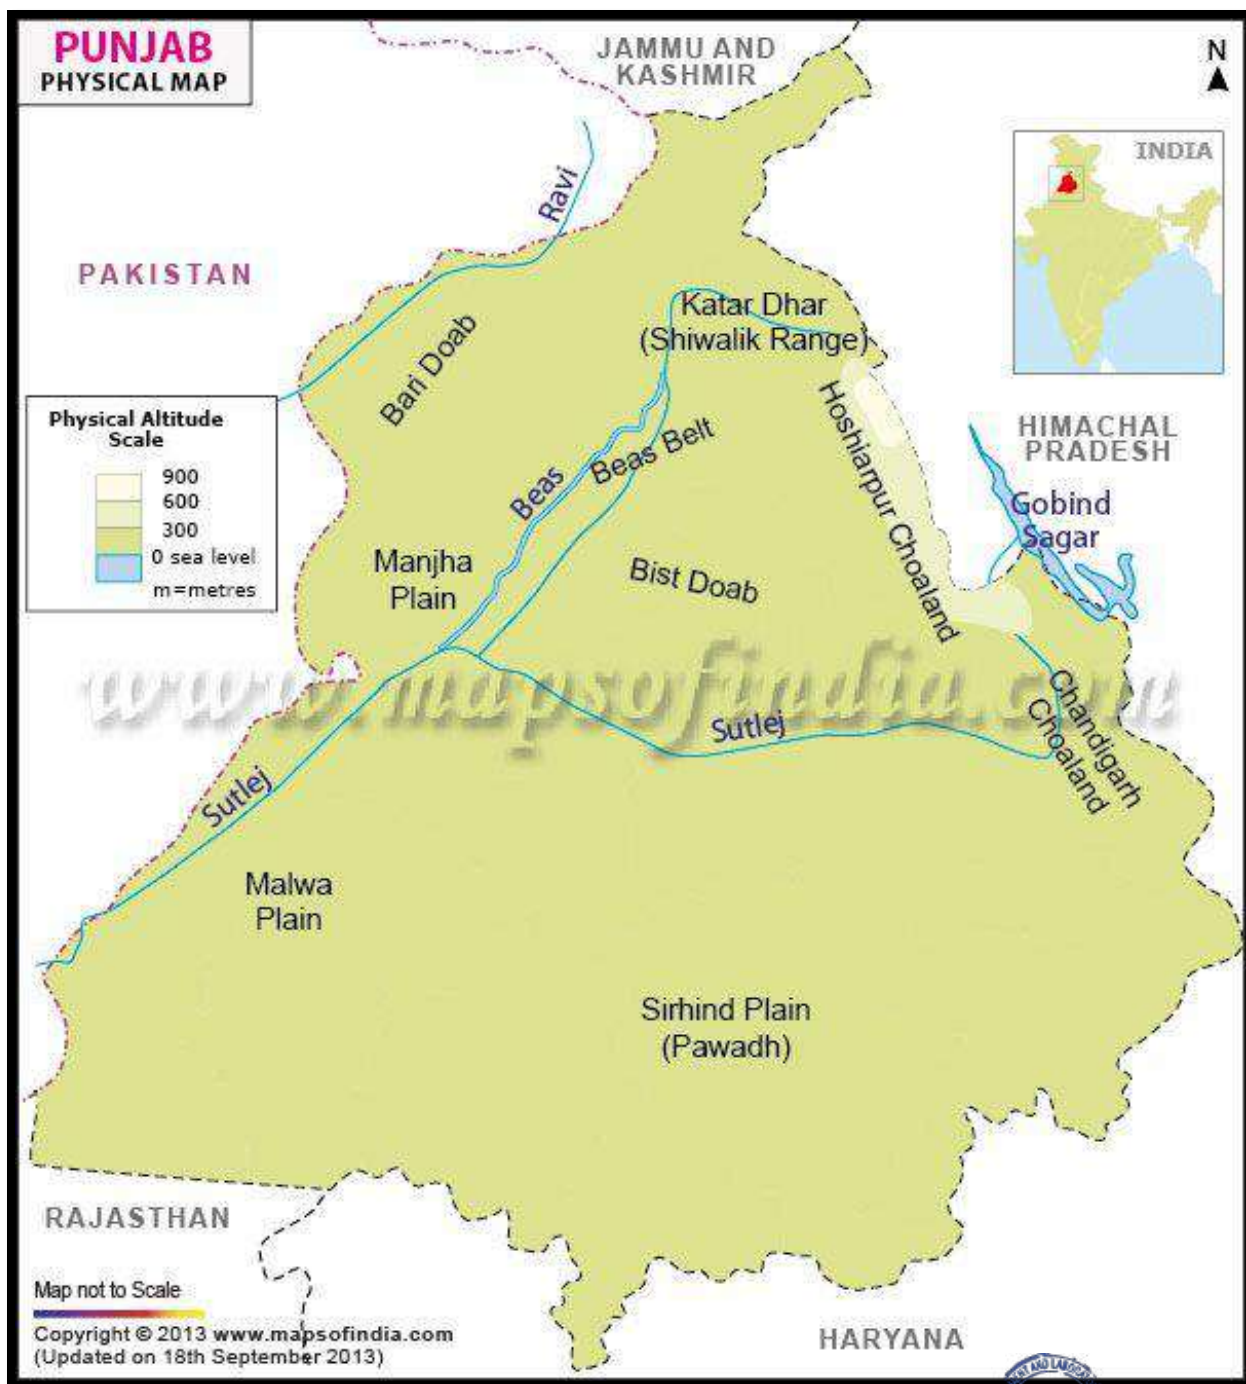 PUNJAB
PHYSICAL MAP
JAMMU AND
KASHMIR
N
INDIA
Ravi
PAKISTAN
Katar Dhar
(Shiwalik Range)
Bari Doab
Physical Altitude
Scale
900
600
300
0 sea level
m=metres
Hoshiarpur Choaland
HIMACHAL
PRADESH
Beas Belt
Beas
Gobind
Sagar
Manjha
Plain
Bist Doab
www.mapsofindia.com
Chandigarh
Choaland
Sutlej
Sutlej
Malwa
Plain
Sirhind Plain
(Pawadh)
RAJASTHAN
Map not to Scale
Copyright © 2013 www.mapsofindia.com
(Updated on 18th September 2013)
HARYANA